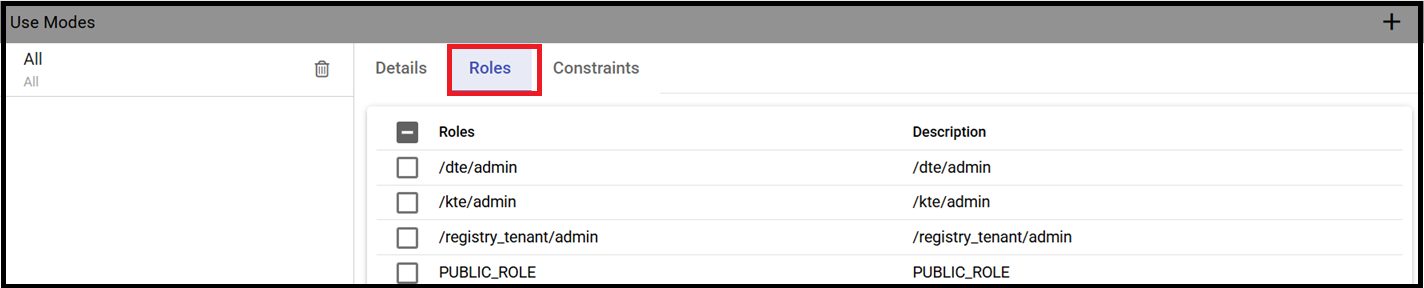 Use Modes
+
All
All
Details Roles Constraints
Roles Description
/dte/admin /dte/admin
/kte/admin /kte/admin
/registry_tenant/admin /registry_tenant/admin
PUBLIC_ROLE PUBLIC_ROLE